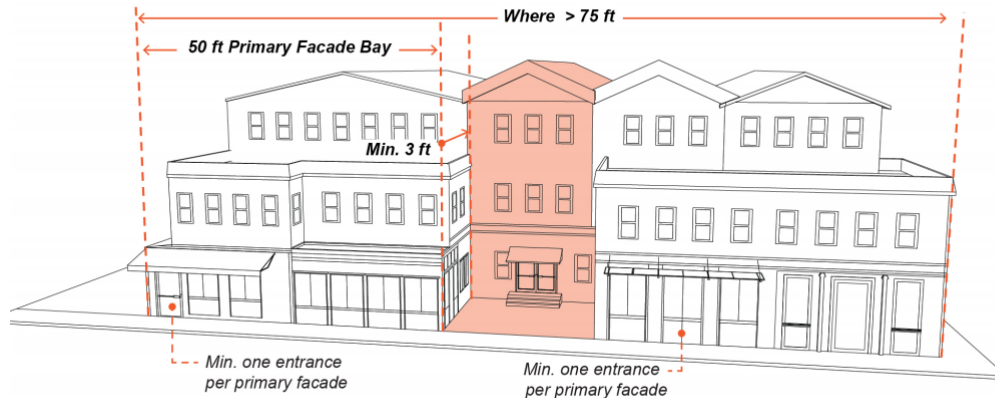 Where > 75 ft
50 ft Primary Facade Bay
Min. 3 ft
Min. one entrance
per primary facade
Min. one entrance
per primary facade